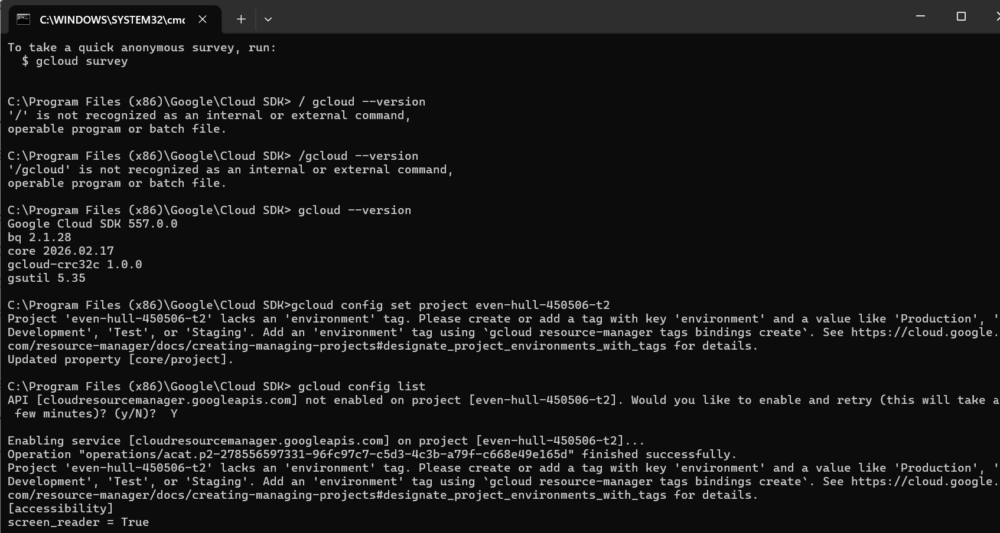 C:\WINDOWS\SYSTEM32\cmd
To take a quick anonymous survey, run:
  $ gcloud survey
C:\Program Files (x86)\Google\Cloud SDK> / gcloud --version
'/' is not recognized as an internal or external command,
operable program or batch file.
C:\Program Files (x86)\Google\Cloud SDK> /gcloud --version
'/gcloud' is not recognized as an internal or external command,
operable program or batch file.
C:\Program Files (x86)\Google\Cloud SDK> gcloud --version
Google Cloud SDK 557.0.0
bq 2.1.28
core 2026.02.17
gcloud-crc32c 1.0.0
gsutil 5.35
C:\Program Files (x86)\Google\Cloud SDK>gcloud config set project even-hull-450506-t2
Project 'even-hull-450506-t2' lacks an 'environment' tag. Please create or add a tag with key 'environment' and a value like 'Production', '
Development', 'Test', or 'Staging'. Add an 'environment' tag using `gcloud resource-manager tags bindings create`. See https://cloud.google.
com/resource-manager/docs/creating-managing-projects#designate_project_environments_with_tags for details.
Updated property [core/project].
C:\Program Files (x86)\Google\Cloud SDK> gcloud config list
API [cloudresourcemanager.googleapis.com] not enabled on project [even-hull-450506-t2]. Would you like to enable and retry (this will take a
 few minutes)? (y/N)?  Y
Enabling service [cloudresourcemanager.googleapis.com] on project [even-hull-450506-t2]...
Operation "operations/acat.p2-278556597331-96fc97c7-c5d3-4c3b-a79f-c668e49e165d" finished successfully.
Project 'even-hull-450506-t2' lacks an 'environment' tag. Please create or add a tag with key 'environment' and a value like 'Production', '
Development', 'Test', or 'Staging'. Add an 'environment' tag using `gcloud resource-manager tags bindings create`. See https://cloud.google.
com/resource-manager/docs/creating-managing-projects#designate_project_environments_with_tags for details.
[accessibility]
screen_reader = True